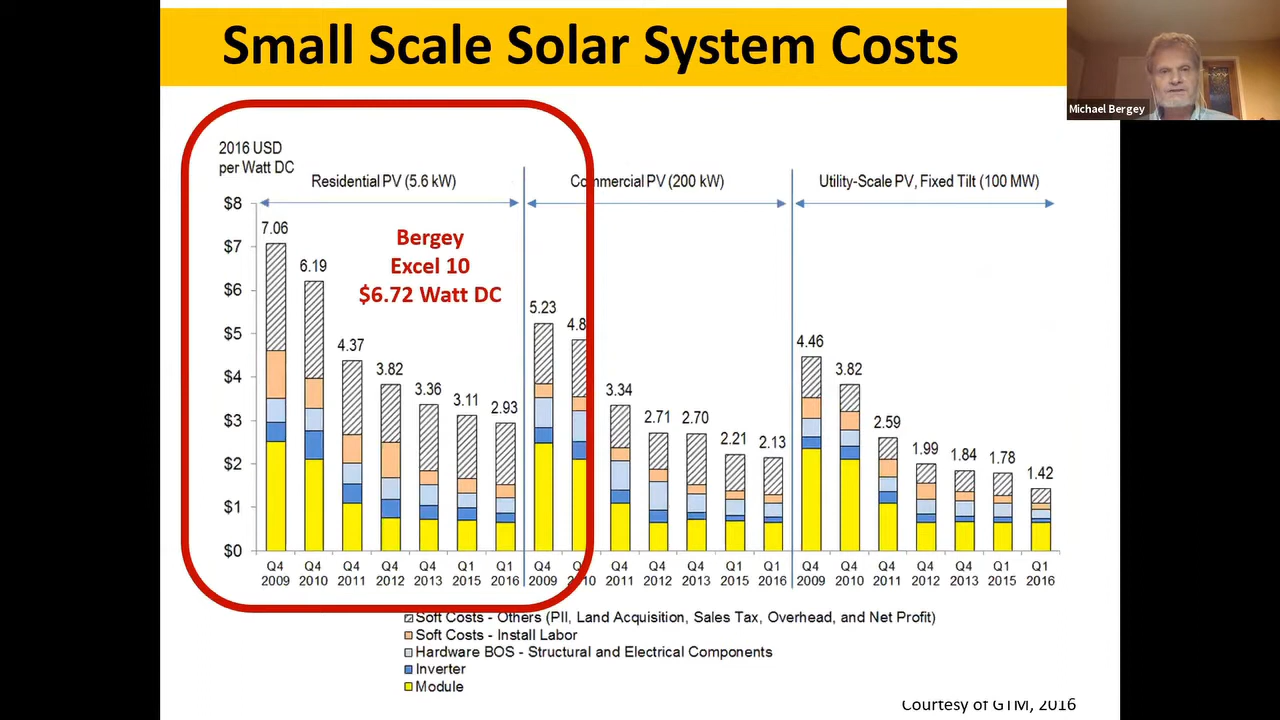 Small Scale Solar System Costs
Michael Bergey
2016 USD
per Watt DC
Residential PV (5.6 kW)
Commercial PV (200 kW)
Utility-Scale PV, Fixed Tilt (100 MW)
Bergey
Excel 10
$6.72 Watt DC
$8
$7
$6
$5
$4
$3
$2
$1
$0
7.06
6.19
4.37
3.82
3.36
3.11
2.93
5.23
4.8
3.34
2.71
2.70
2.21
2.13
4.46
3.82
2.59
1.99
1.84
1.78
1.42
Q4 Q4 Q4 Q4 Q4 Q1 Q1 Q4 Q4 Q4 Q4 Q4 Q1 Q1 Q4 Q4 Q4 Q4 Q4 Q1 Q1
2009 2010 2011 2012 2013 2015 2016 2009 2010 2011 2012 2013 2015 2016 2009 2010 2011 2012 2013 2015 2016
Soft Costs - Others (PII, Land Acquisition, Sales Tax, Overhead, and Net Profit)
Soft Costs - Install Labor
Hardware BOS - Structural and Electrical Components
Inverter
Module
Courtesy of GTM, 2016